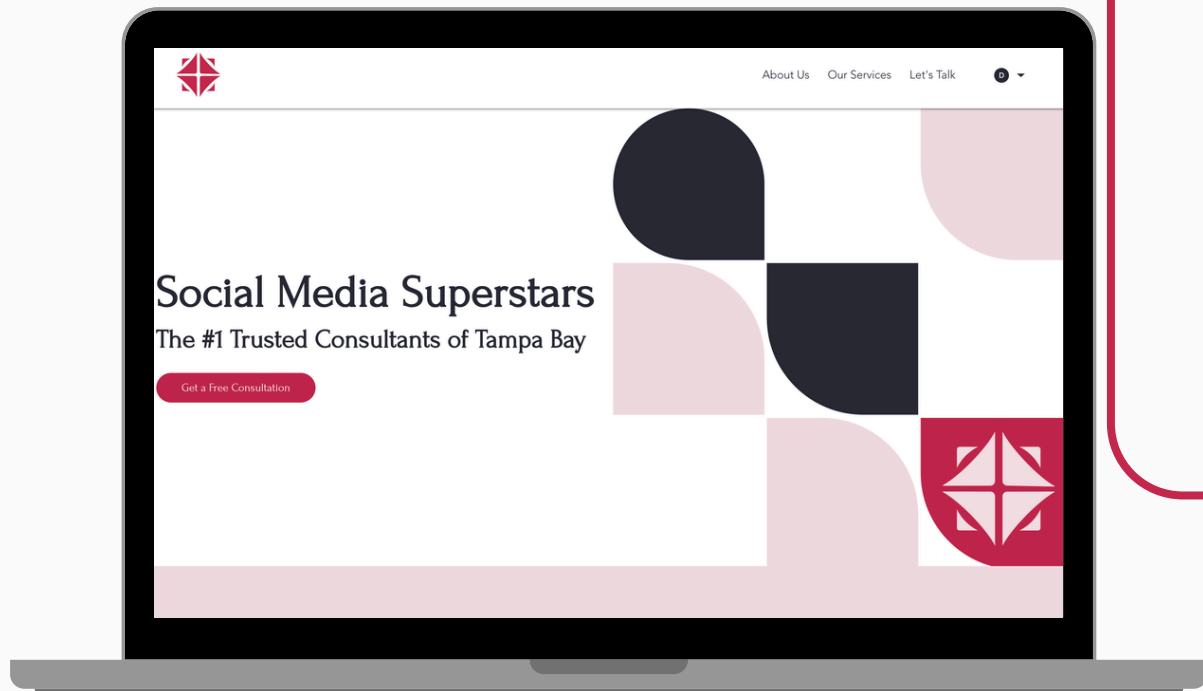 About Us Our Services Let's Talk D
Social Media Superstars
The #1 Trusted Consultants of Tampa Bay
Get a Free Consultation